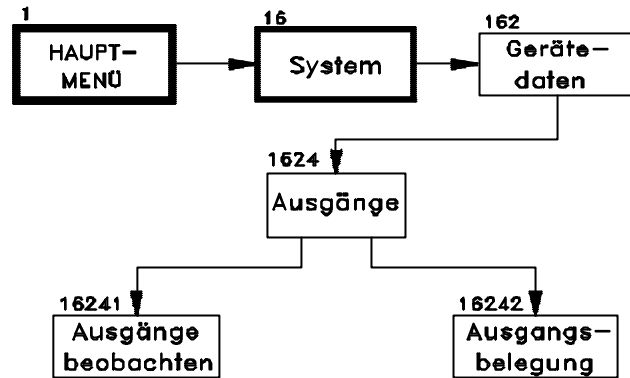 1
HAUPT-
MENÜ
16
System
162
Geräte-
daten
1624
Ausgänge
16241
Ausgänge
beobachten
16242
Ausgangs-
belegung